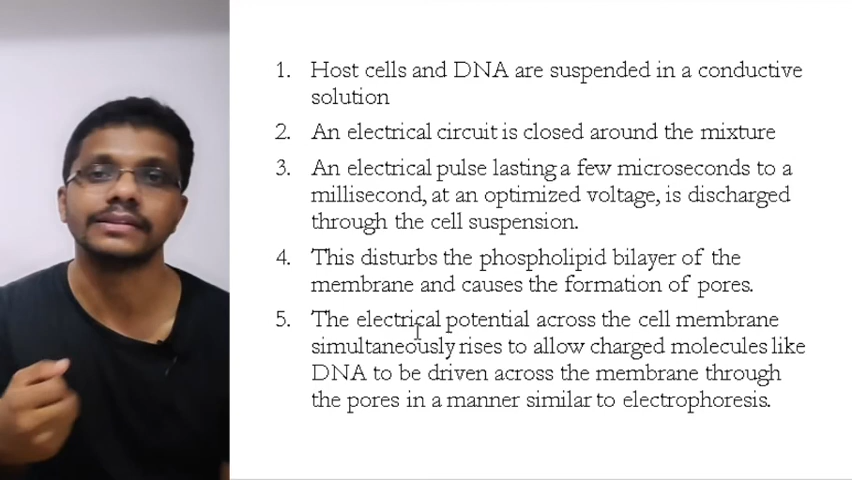 1. Host cells and DNA are suspended in a conductive
solution
2. An electrical circuit is closed around the mixture
3. An electrical pulse lasting a few microseconds to a
millisecond, at an optimized voltage, is discharged
through the cell suspension.
4. This disturbs the phospholipid bilayer of the
membrane and causes the formation of pores.
5. The electrical potential across the cell membrane
simultaneously rises to allow charged molecules like
DNA to be driven across the membrane through
the pores in a manner similar to electrophoresis.